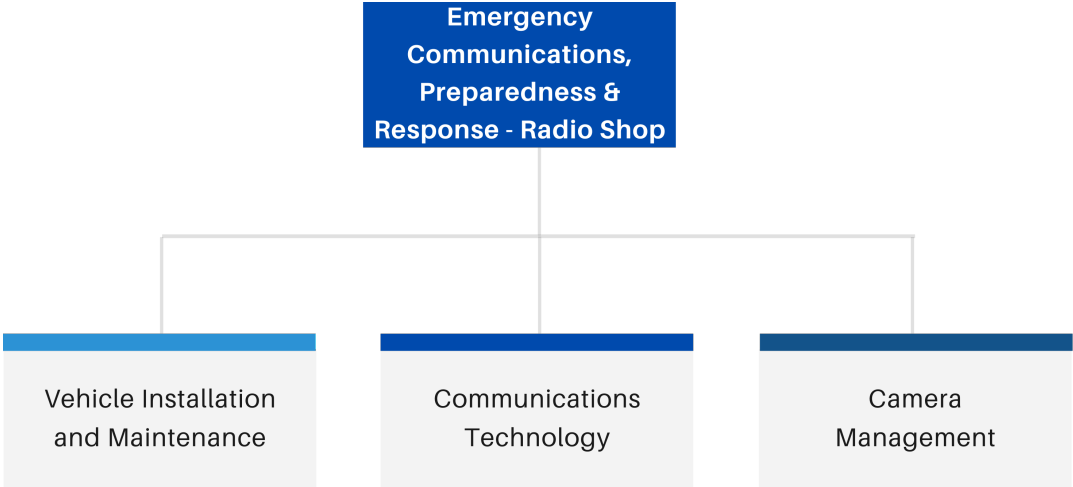 Emergency
Communications,
Preparedness &
Response - Radio Shop
Vehicle Installation
and Maintenance
Communications
Technology
Camera
Management